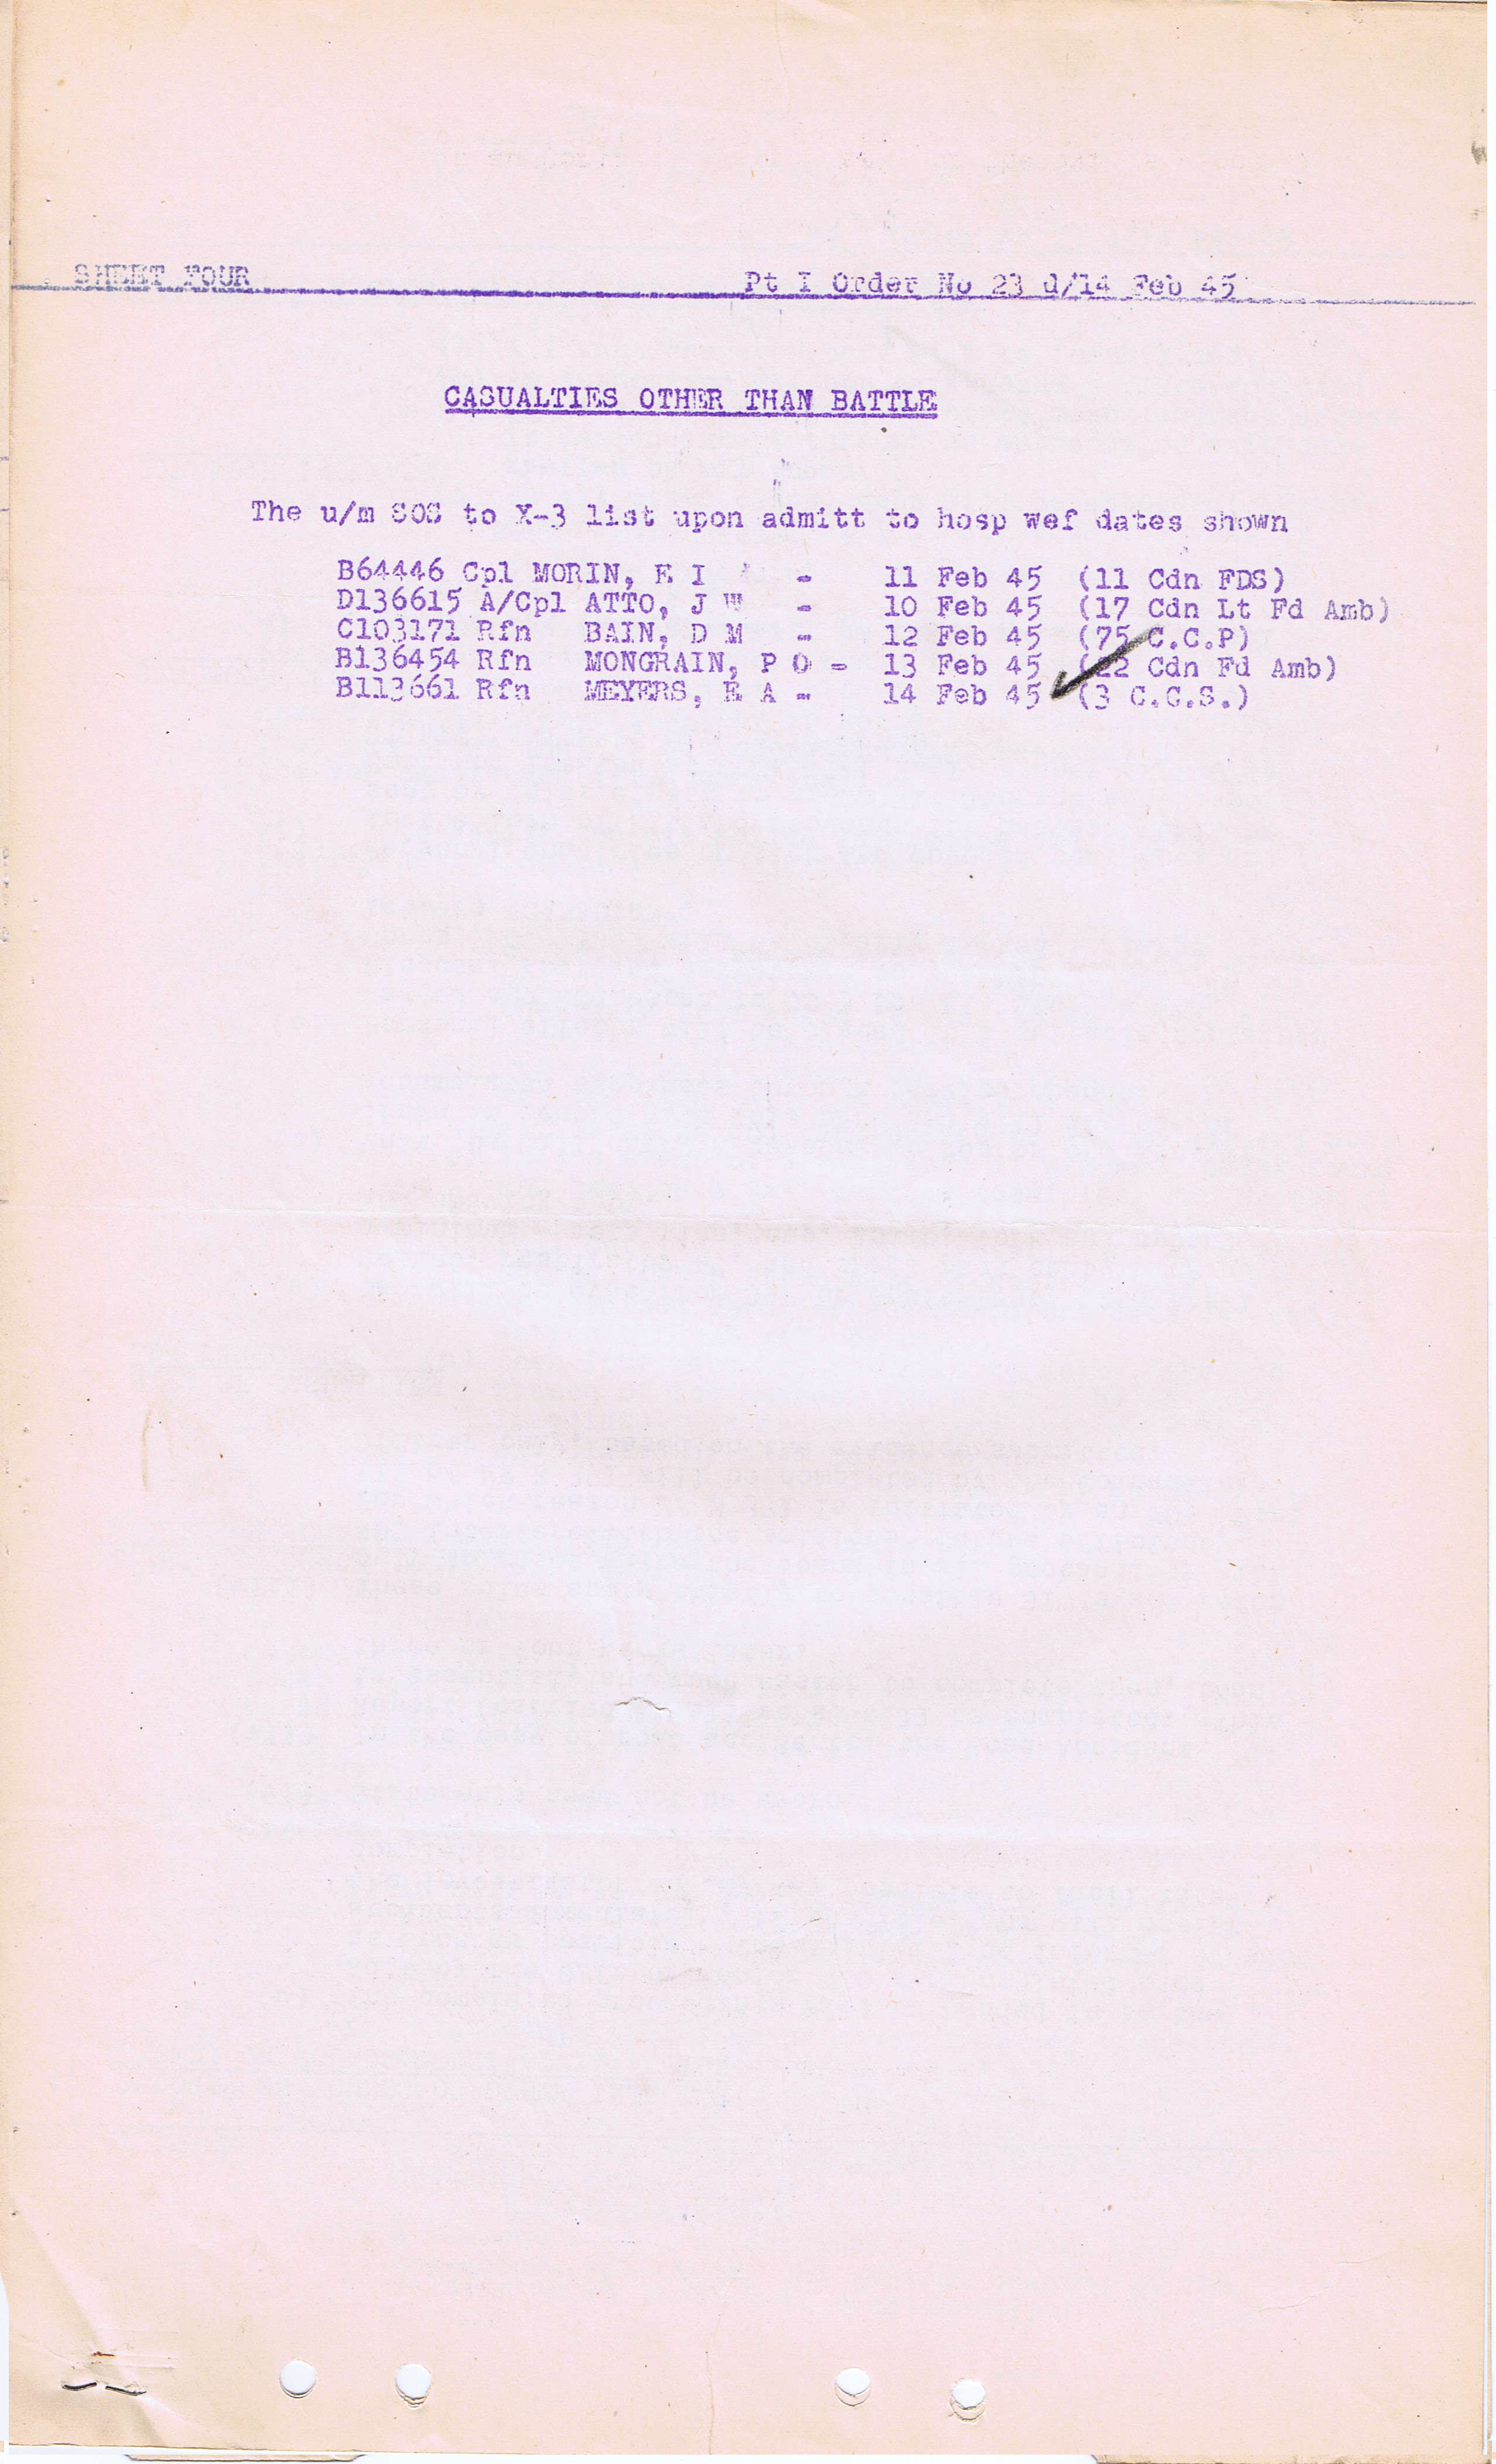 SHEET FOUR Pt I Order No 23 d/14 Feb 45
CASUALTIES OTHER THAN BATTLE
The u/m SOS to X-3 list upon admitt to hosp wef dates shown
B64446 Cpl MORIN, E I - 11 Feb 45 (11 Cdn FDS)
D136615 A/Cpl ATTO, J W - 10 Feb 45 (17 Cdn Lt Fd Amb)
C103171 Rfn BAIN, D M - 12 Feb 45 (75 C.C.P)
B136454 Rfn MONGRAIN, P O - 13 Feb 45 (22 Cdn Fd Amb)
B113661 Rfn MEYERS, E A - 14 Feb 45 (3 C.C.S.)